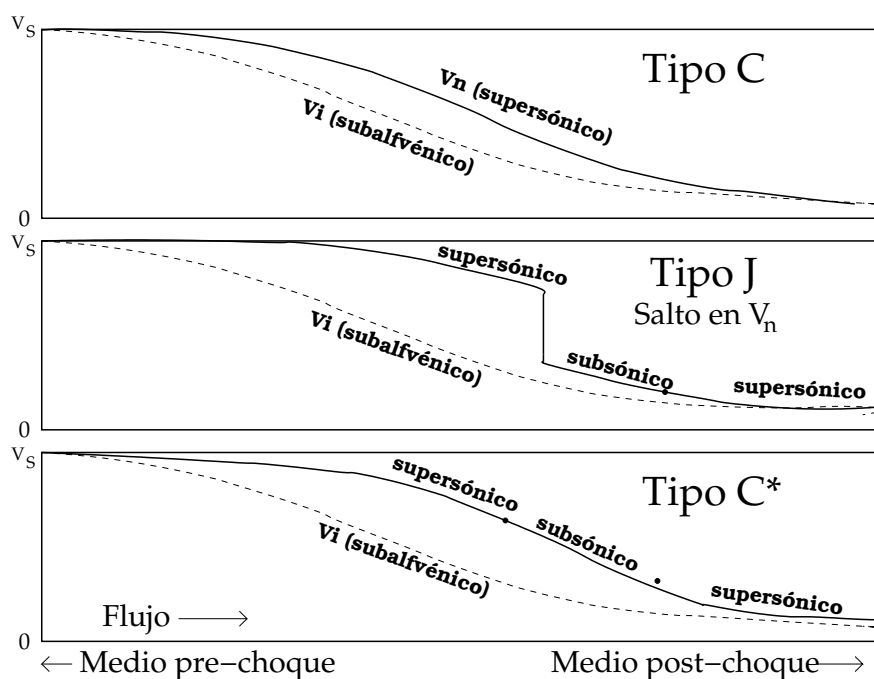 V_S
Tipo C
Vn (supersónico)
Vi (subalfvénico)
0
V_S
supersónico
Tipo J
Salto en V_n
Vi (subalfvénico)
subsónico
supersónico
0
V_S
supersónico
Tipo C*
subsónico
Vi (subalfvénico)
supersónico
Flujo
0
Medio pre−choque
Medio post−choque